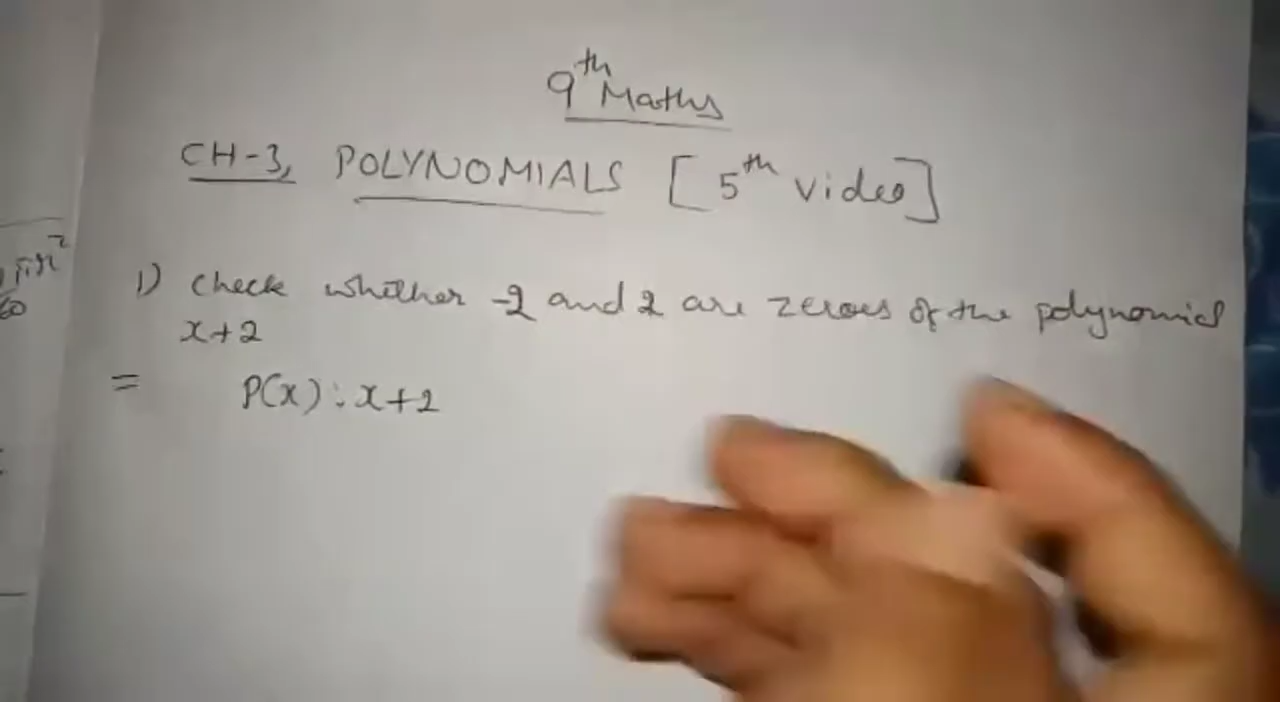 9th Maths
CH-3, POLYNOMIALS [5th video]
1) check whether -2 and 2 are zeroes of the polynomial
x+2
= P(x): x+2
60